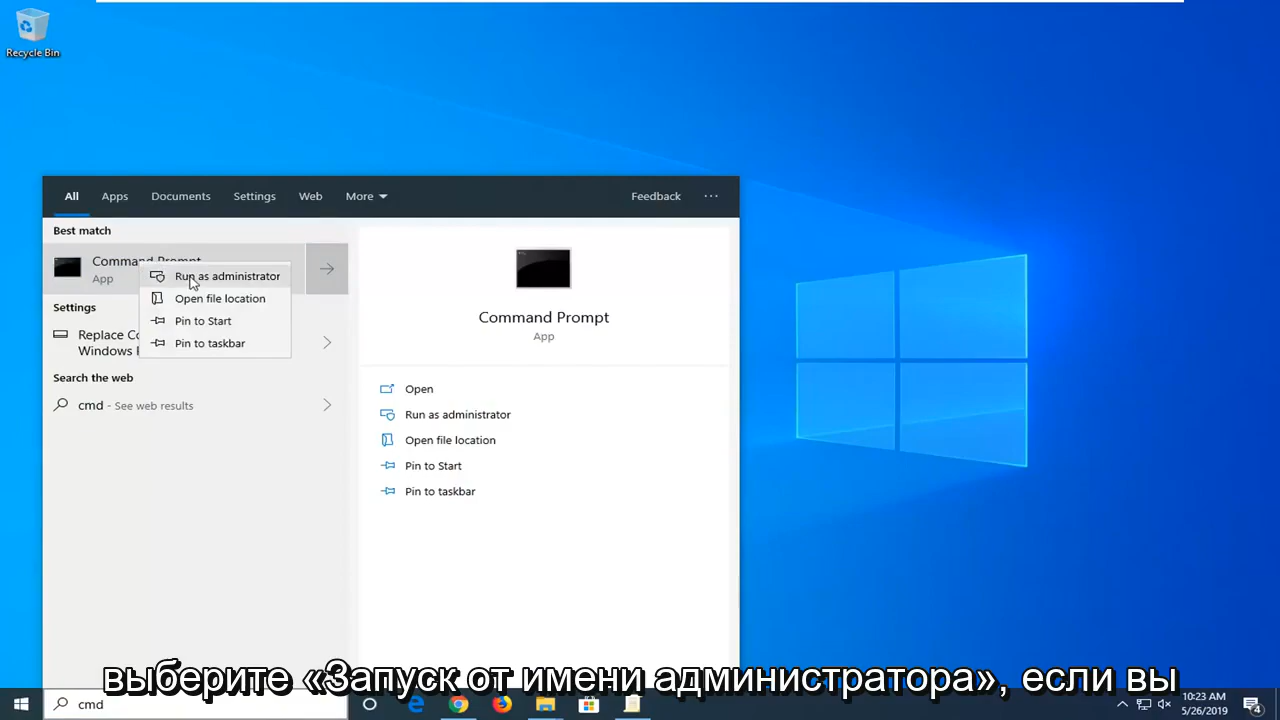 Recycle Bin
All Apps Documents Settings Web More Feedback ...
Best match
Command Prompt
App
Run as administrator
Open file location
Pin to Start
Pin to taskbar
Settings
Replace
Windows
Search the web
cmd - See web results
Command Prompt
App
Open
Run as administrator
Open file location
Pin to Start
Pin to taskbar
выберите «Запуск от имени администратора», если вы
cmd
10:23 AM
5/26/2019
4